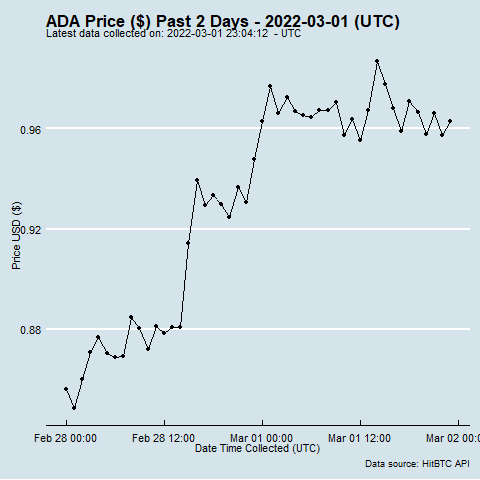 ADA Price ($) Past 2 Days - 2022-03-01 (UTC)
Latest data collected on: 2022-03-01 23:04:12  - UTC
0.96
0.92
0.88
Price USD ($)
Feb 28 00:00 Feb 28 12:00 Mar 01 00:00 Mar 01 12:00 Mar 02 00:
Date Time Collected (UTC)
Data source: HitBTC API